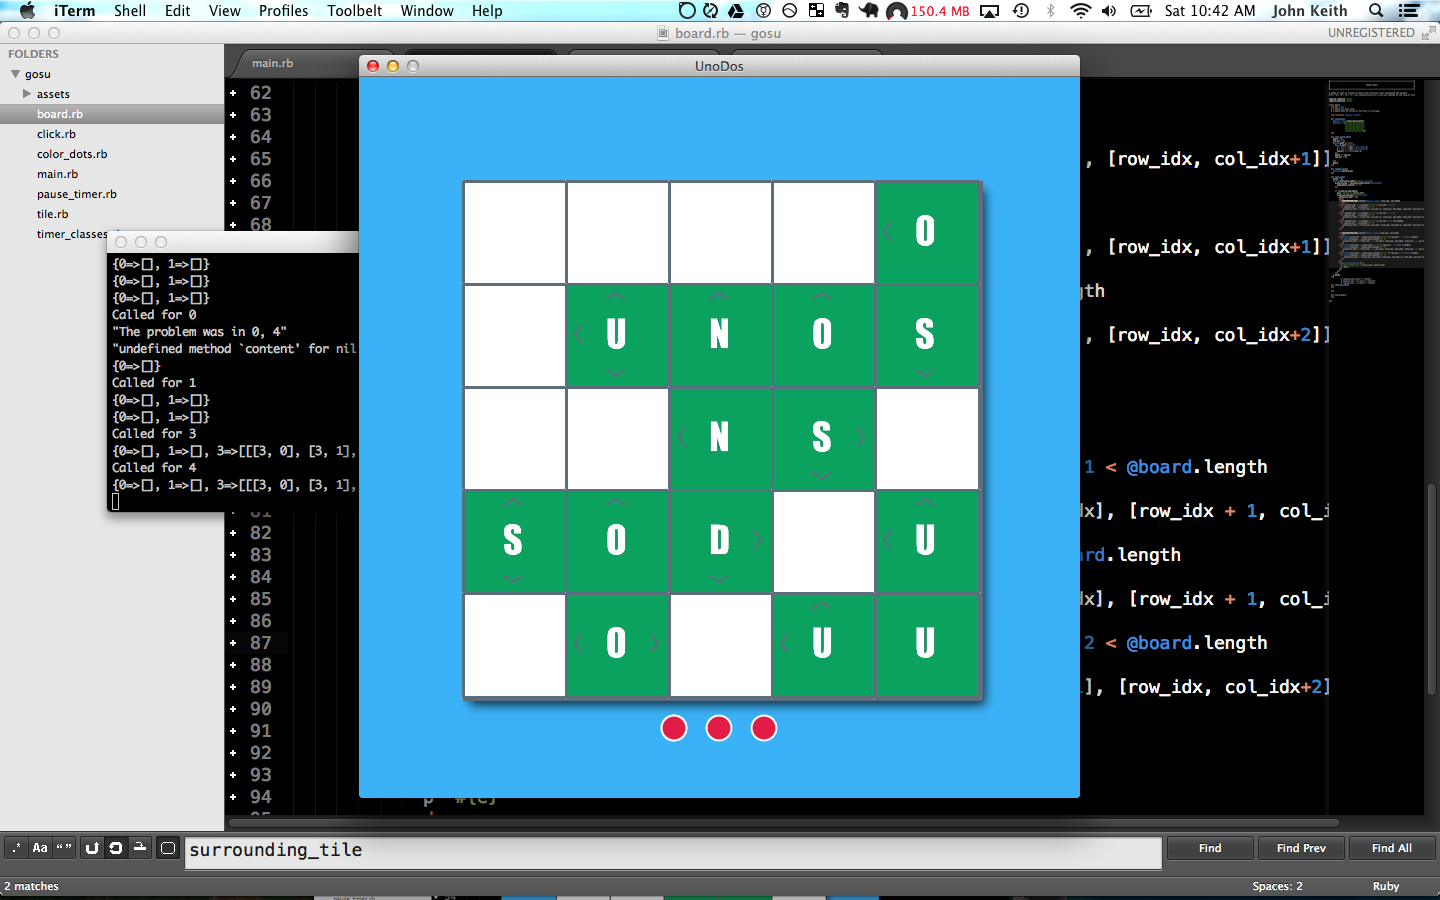 iTerm Shell Edit View Profiles Toolbelt Window Help 150.4 MB Sat 10:42 AM John Keith
board.rb — gosu UNREGISTERED
FOLDERS
gosu
assets
board.rb
click.rb
color_dots.rb
main.rb
pause_timer.rb
tile.rb
timer_classes
main.rb
UnoDos
62
63
64
65 , [row_idx, col_idx+1]]
66
67
68
, [row_idx, col_idx+1]]
gth
, [row_idx, col_idx+2]]
1 < @board.length
dx], [row_idx + 1, col_i
82
83 ard.length
84
85 dx], [row_idx + 1, col_i
86
87 2 < @board.length
88
89 ], [row_idx, col_idx+2]
90
91
92
93
94
{0=>[], 1=>[]}
{0=>[], 1=>[]}
{0=>[], 1=>[]}
Called for 0
"The problem was in 0, 4"
"undefined method `content' for nil
{0=>[]}
Called for 1
{0=>[], 1=>[]}
{0=>[], 1=>[]}
Called for 3
{0=>[], 1=>[], 3=>[[[3, 0], [3, 1],
Called for 4
{0=>[], 1=>[], 3=>[[[3, 0], [3, 1],
O
U N O S
N S
S O D U
O U U
.* Aa “”
surrounding_tile
Find Find Prev Find All
2 matches Spaces: 2 Ruby